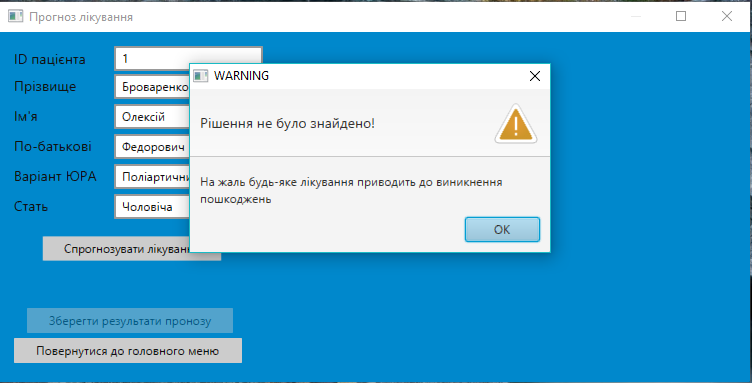 Прогноз лікування
ID пацієнта 1
Прізвище Броваренко
Ім'я Олексій
По-батькові Федорович
Варіант ЮРА Поліартични
Стать Чоловіча
Спрогнозувати лікуван
Зберегти результати пронозу
Повернутися до головного меню
WARNING
Рішення не було знайдено!
На жаль будь-яке лікування приводить до виникнення
пошкоджень
OK